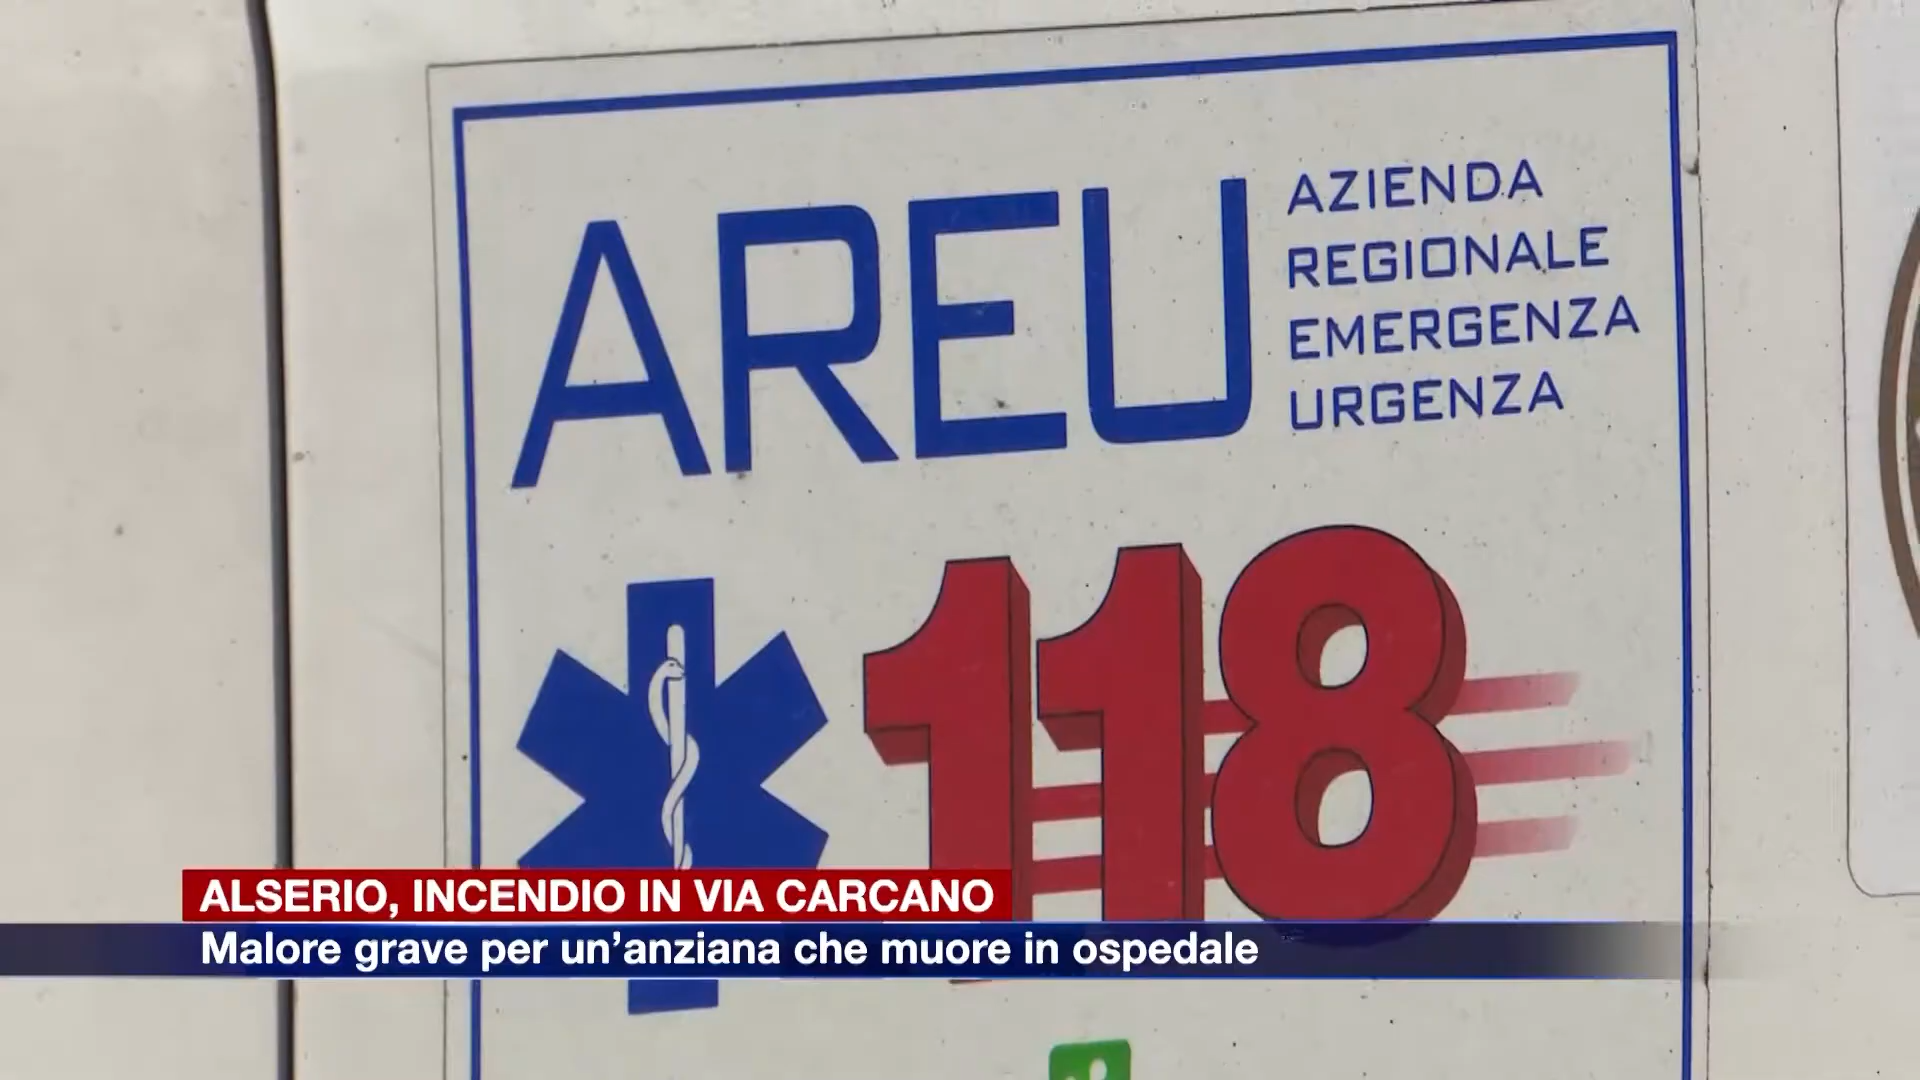 AREU
AZIENDA
REGIONALE
EMERGENZA
URGENZA
118
ALSERIO, INCENDIO IN VIA CARCANO
Malore grave per un’anziana che muore in ospedale